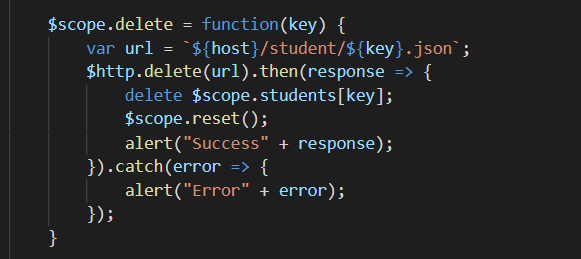 $scope.delete = function(key) {
    var url = `${host}/student/${key}.json`;
    $http.delete(url).then(response => {
        delete $scope.students[key];
        $scope.reset();
        alert("Success" + response);
    }).catch(error => {
        alert("Error" + error);
    });
}